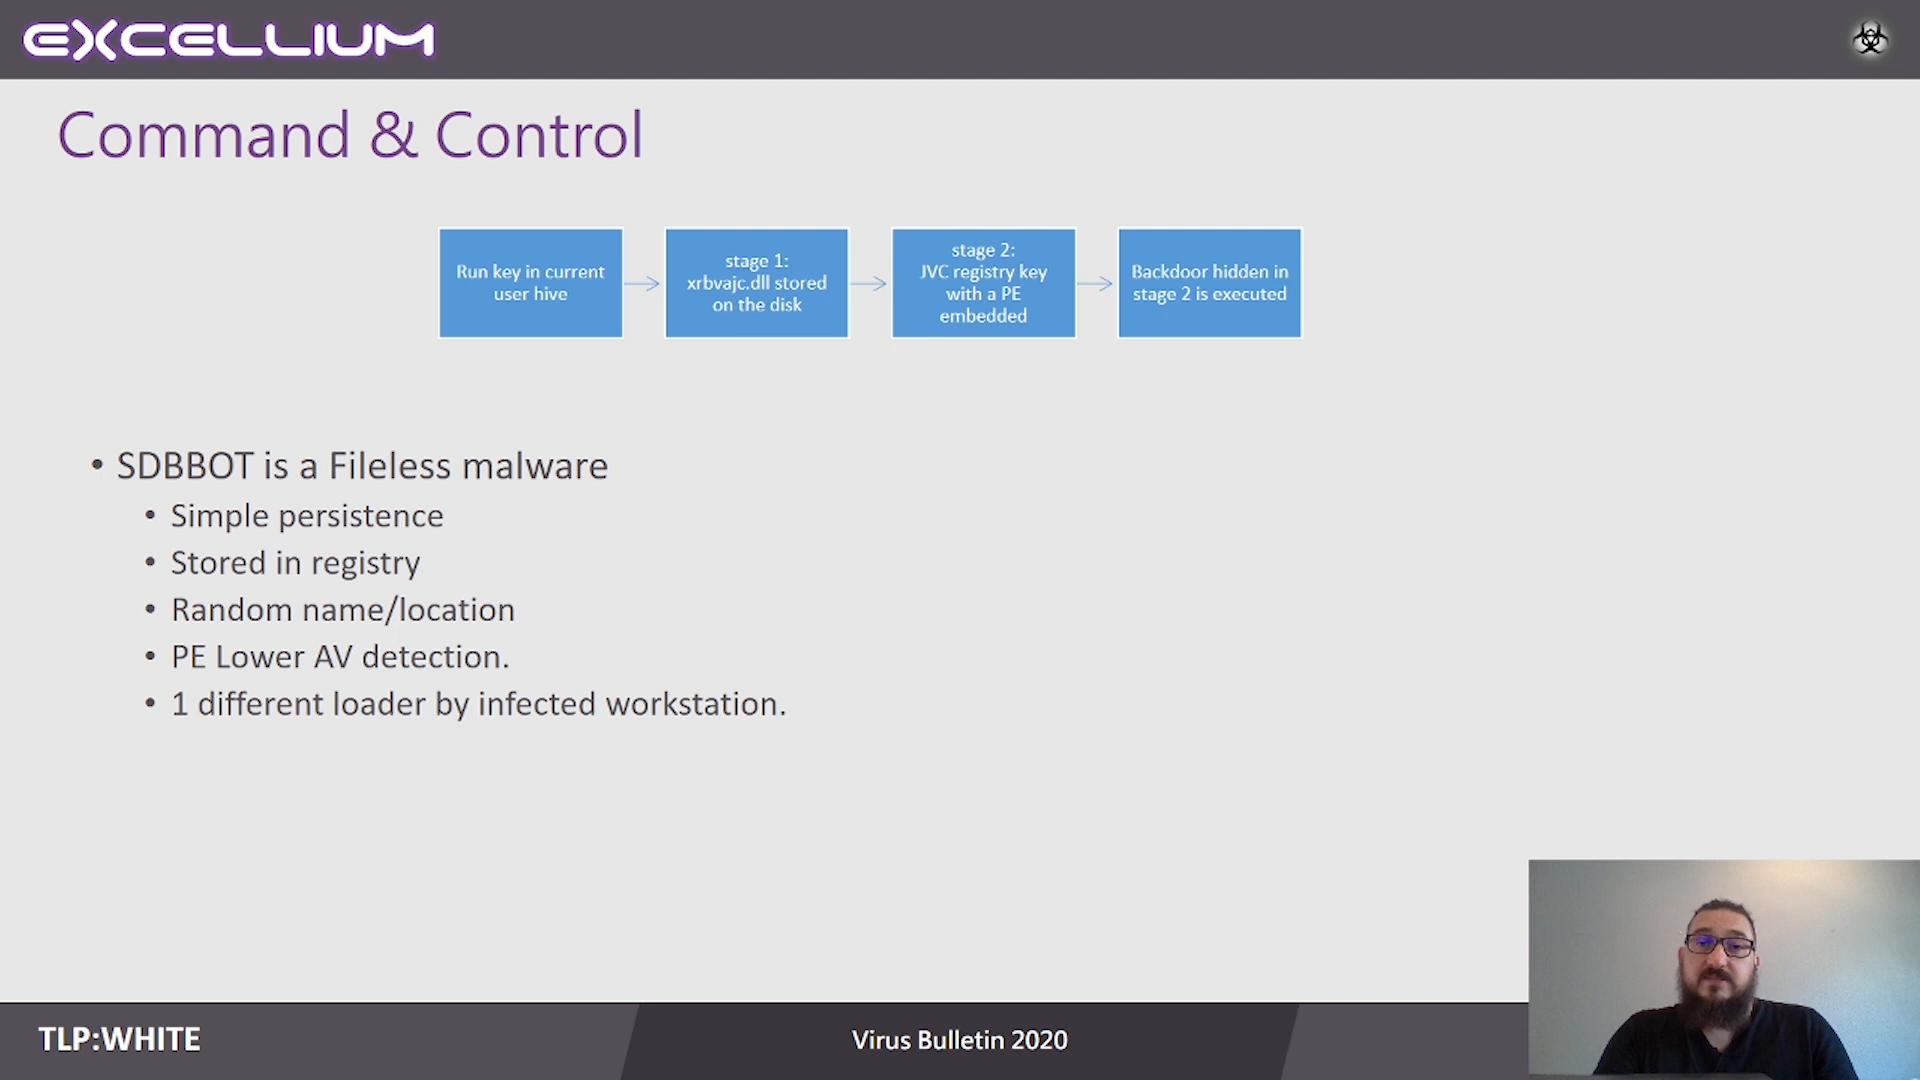 EXCELLIUM
Command & Control
Run key in current
user hive
stage 1:
xrbvajc.dll stored
on the disk
stage 2:
JVC registry key
with a PE
embedded
Backdoor hidden in
stage 2 is executed
• SDBBOT is a Fileless malware
• Simple persistence
• Stored in registry
• Random name/location
• PE Lower AV detection.
• 1 different loader by infected workstation.
TLP:WHITE
Virus Bulletin 2020